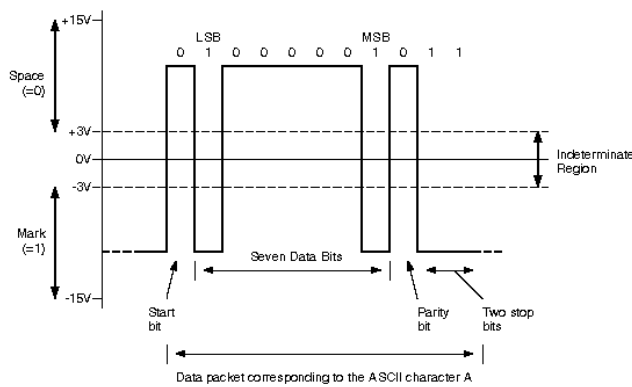 +15V
LSB MSB
0 1 0 0 0 0 0 1 0 1 1
Space
(=0)
+3V
0V
-3V
Indeterminate
Region
Mark
(=1)
Seven Data Bits
-15V
Start
bit
Parity
bit
Two stop
bits
Data packet corresponding to the ASCII character A